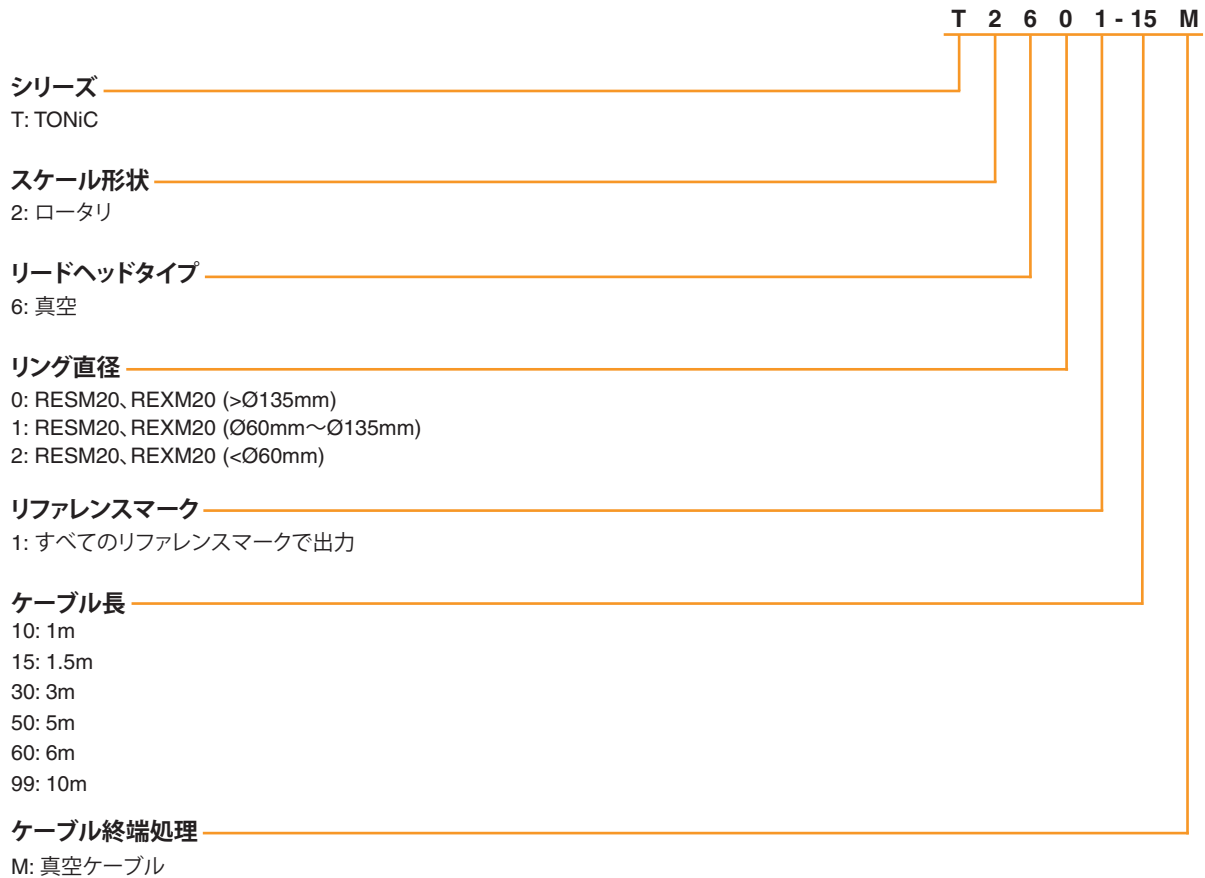 T 2 6 0 1 - 15 M
シリーズ
T: TONiC
スケール形状
2: ロータリ
リードヘッドタイプ
6: 真空
リング直径
0: RESM20、REXM20 (>Ø135mm)
1: RESM20、REXM20 (Ø60mm～Ø135mm)
2: RESM20、REXM20 (<Ø60mm)
リファレンスマーク
1: すべてのリファレンスマークで出力
ケーブル長
10: 1m
15: 1.5m
30: 3m
50: 5m
60: 6m
99: 10m
ケーブル終端処理
M: 真空ケーブル